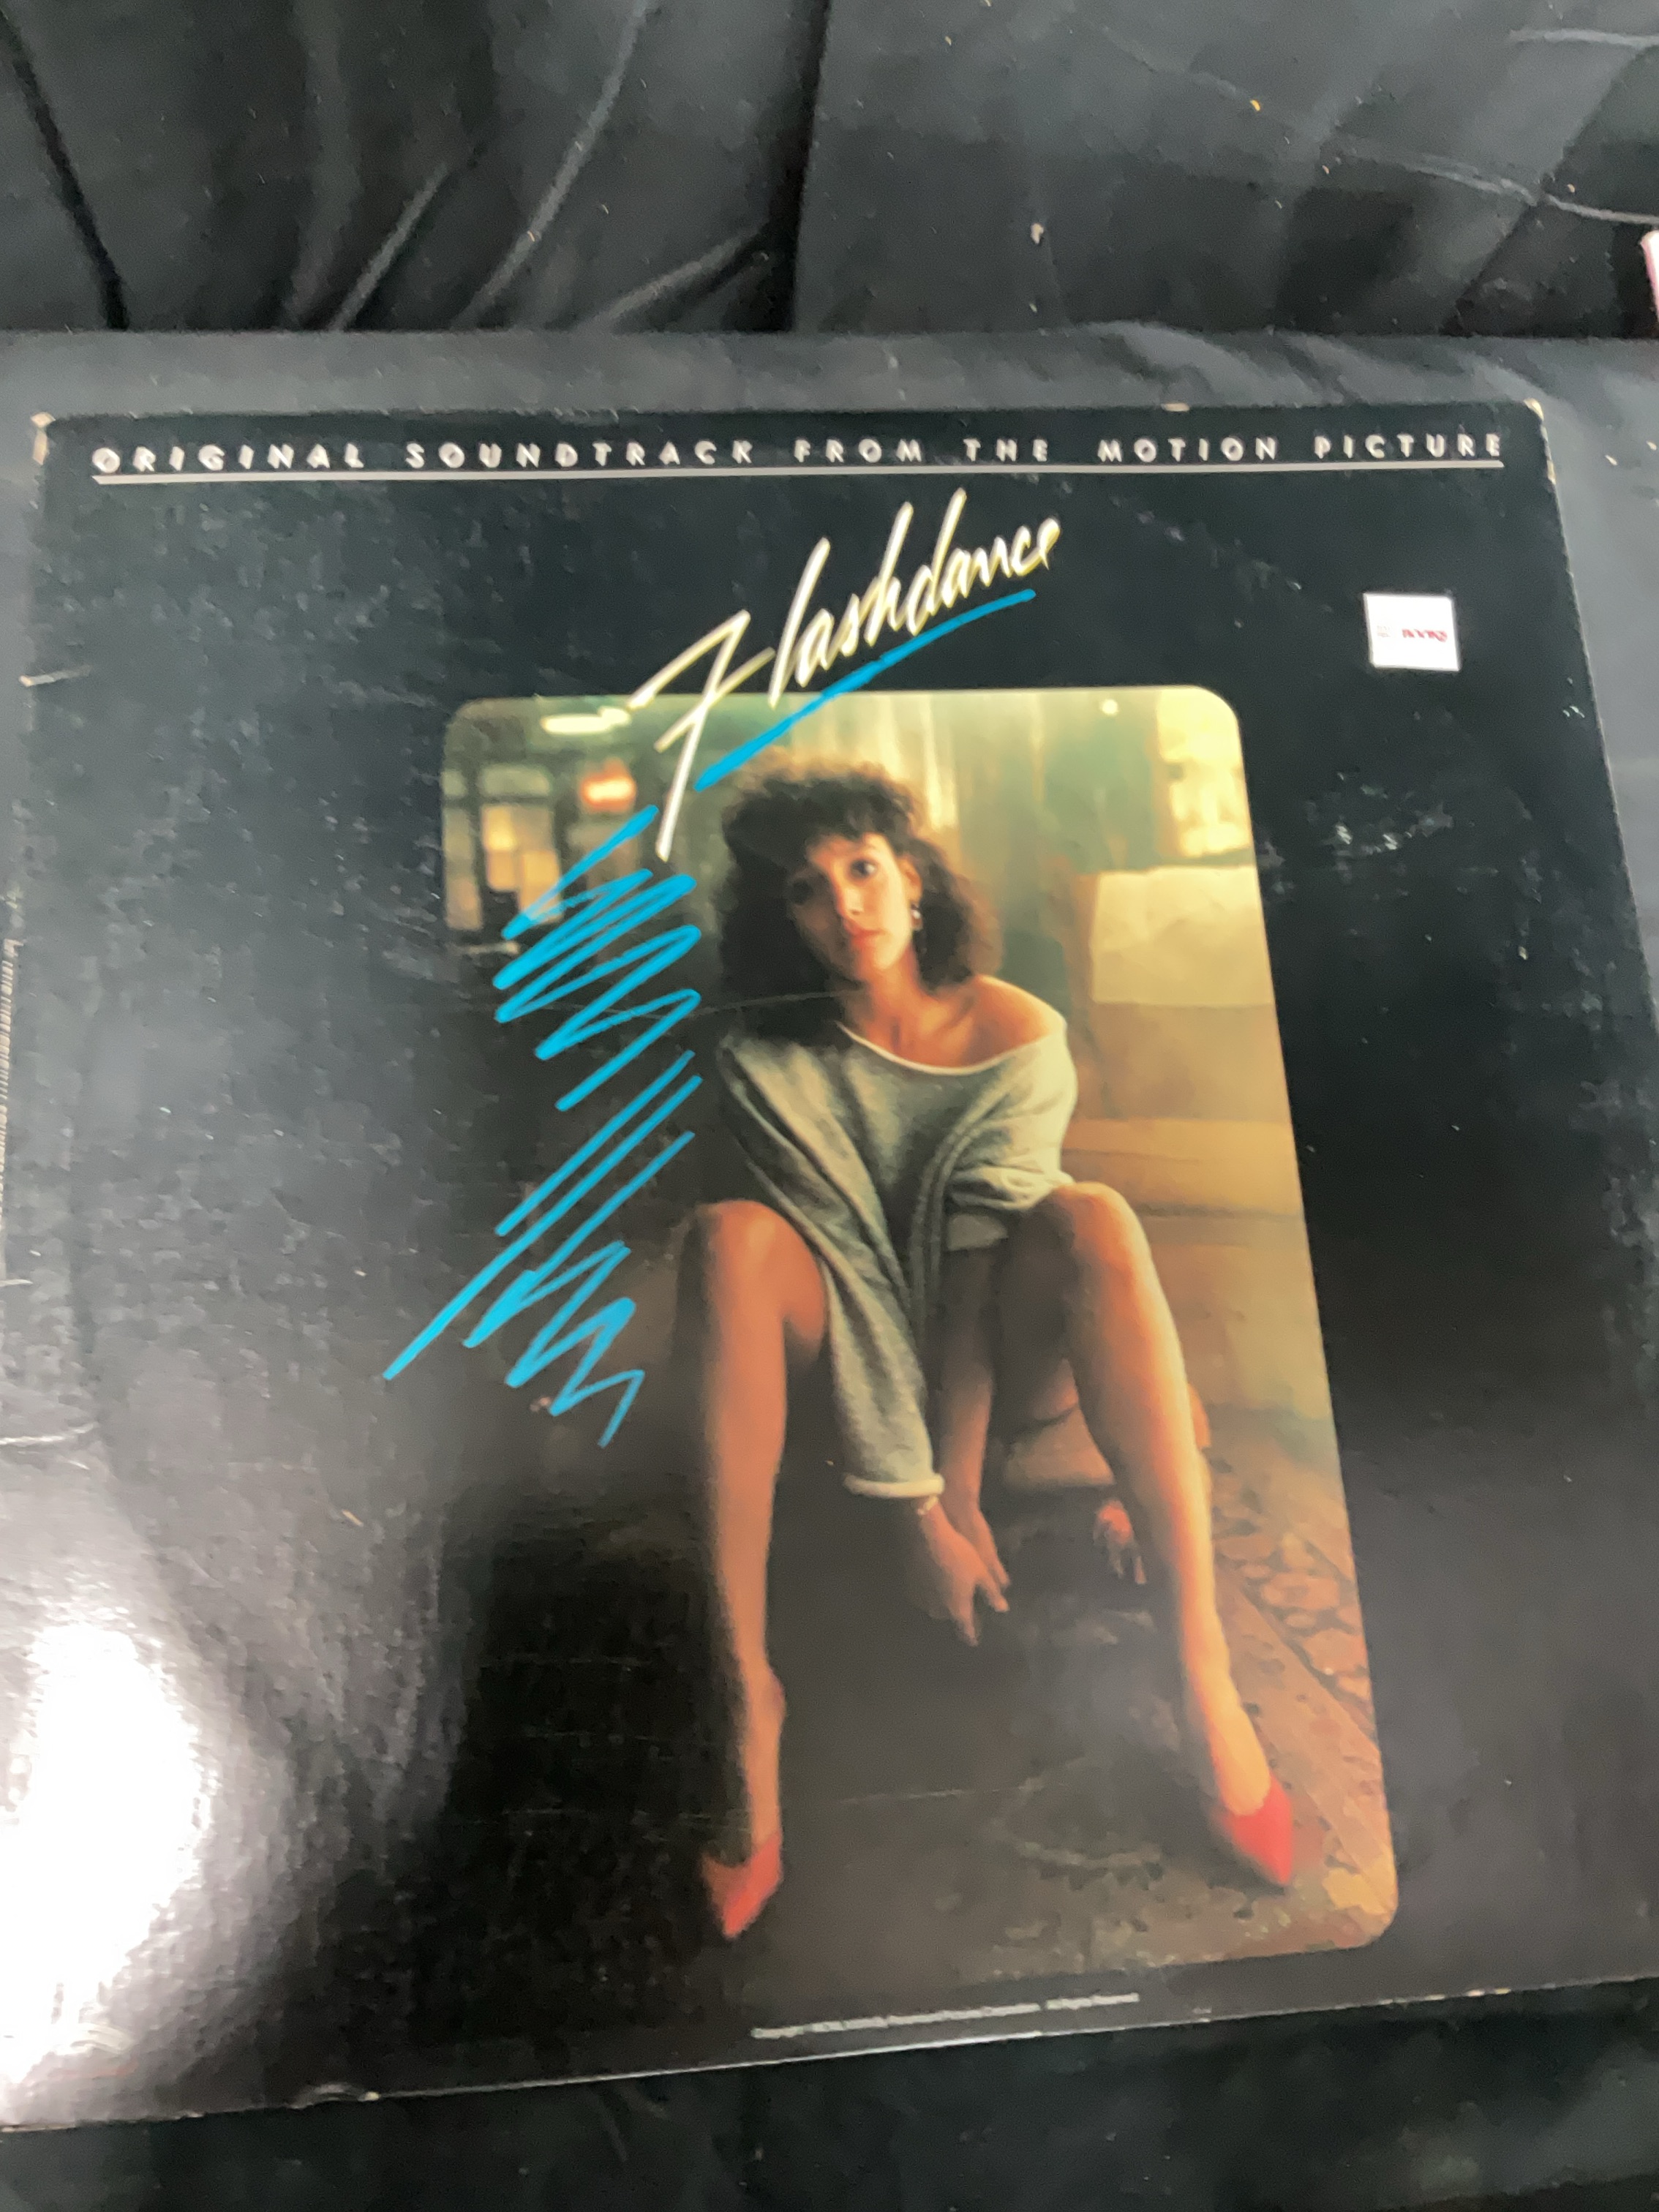 ORIGINAL SOUNDTRACK FROM THE MOTION PICTURE
Flashdance